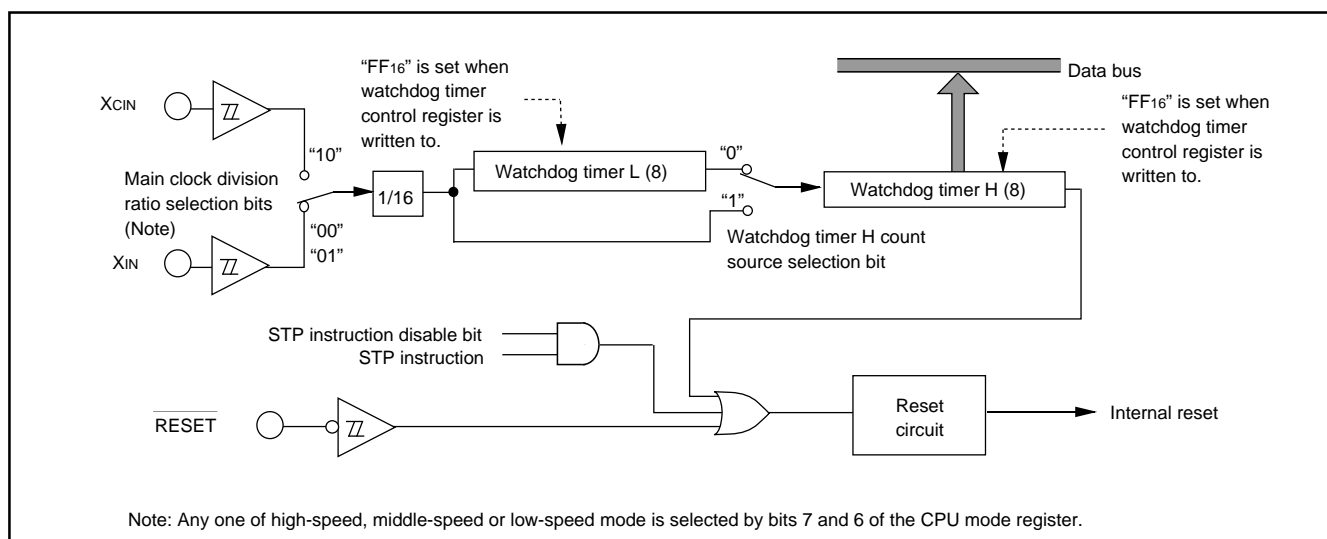 XCIN
"10"
Main clock division
ratio selection bits
(Note)
"00"
"01"
XIN
1/16
"FF16" is set when
watchdog timer
control register is
written to.
Watchdog timer L (8)
"0"
"1"
Watchdog timer H count
source selection bit
Data bus
"FF16" is set when
watchdog timer
control register is
written to.
Watchdog timer H (8)
STP instruction disable bit
STP instruction
RESET
Reset
circuit
Internal reset
Note: Any one of high-speed, middle-speed or low-speed mode is selected by bits 7 and 6 of the CPU mode register.